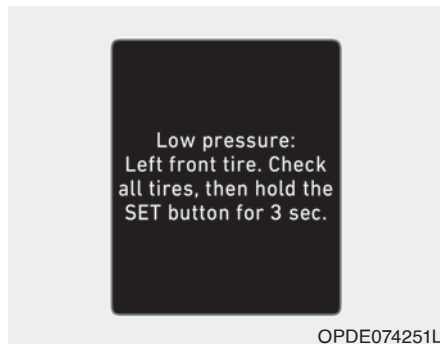 Low pressure:
Left front tire. Check
all tires, then hold the
SET button for 3 sec.
OPDE074251L